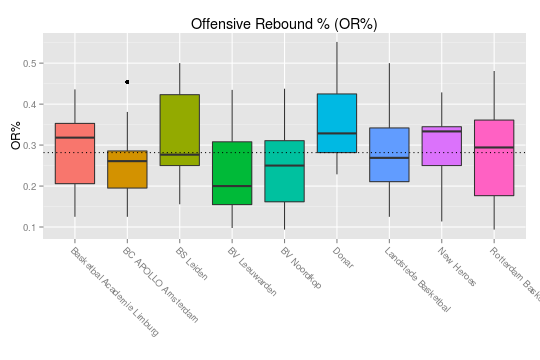 Offensive Rebound % (OR%)
OR%
0.5
0.4
0.3
0.2
0.1
Basketbal Academie Limburg
BC APOLLO Amsterdam
BS Leiden
BV Leeuwarden
BV Noordkop
Donar
Landstede Basketbal
New Heroes
Rotterdam Bask